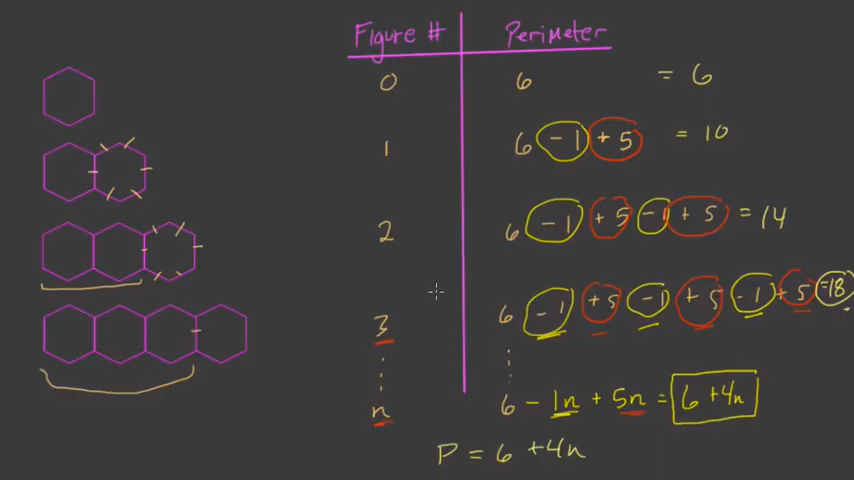 Figure # Perimeter
0 6 = 6
1 6 - 1 + 5 = 10
2 6 - 1 + 5 - 1 + 5 = 14
3 6 - 1 + 5 - 1 + 5 - 1 + 5 = 18
n 6 - 1n + 5n = 6 + 4n
P = 6 + 4n